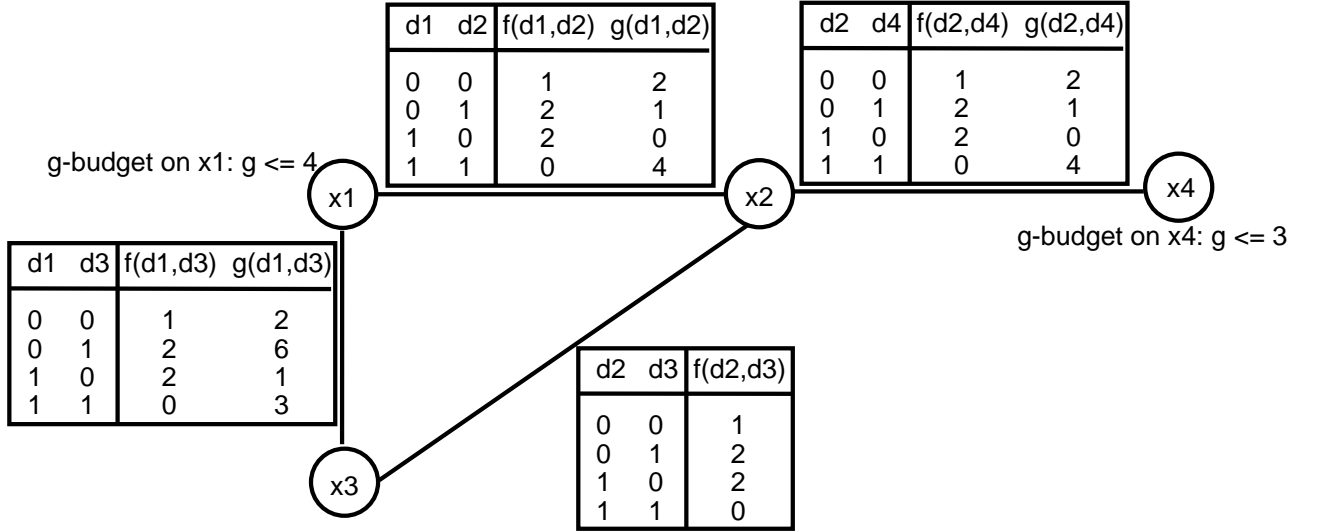 d1 d2 f(d1,d2) g(d1,d2)
0 0 1 2
0 1 2 1
1 0 2 0
1 1 0 4
d2 d4 f(d2,d4) g(d2,d4)
0 0 1 2
0 1 2 1
1 0 2 0
1 1 0 4
g-budget on x1: g <= 4
x1
x2
x4
g-budget on x4: g <= 3
d1 d3 f(d1,d3) g(d1,d3)
0 0 1 2
0 1 2 6
1 0 2 1
1 1 0 3
d2 d3 f(d2,d3)
0 0 1
0 1 2
1 0 2
1 1 0
x3